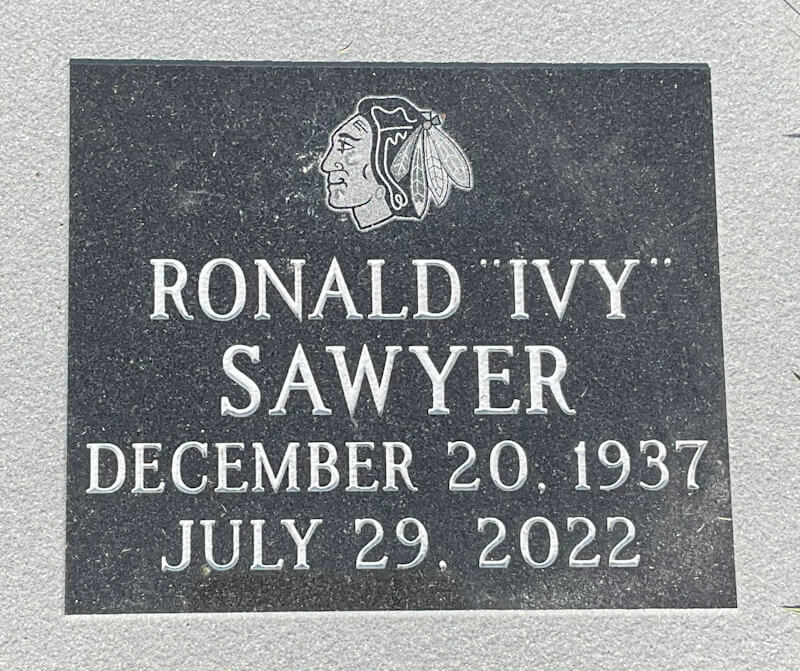 RONALD "IVY"
SAWYER
DECEMBER 20, 1937
JULY 29, 2022